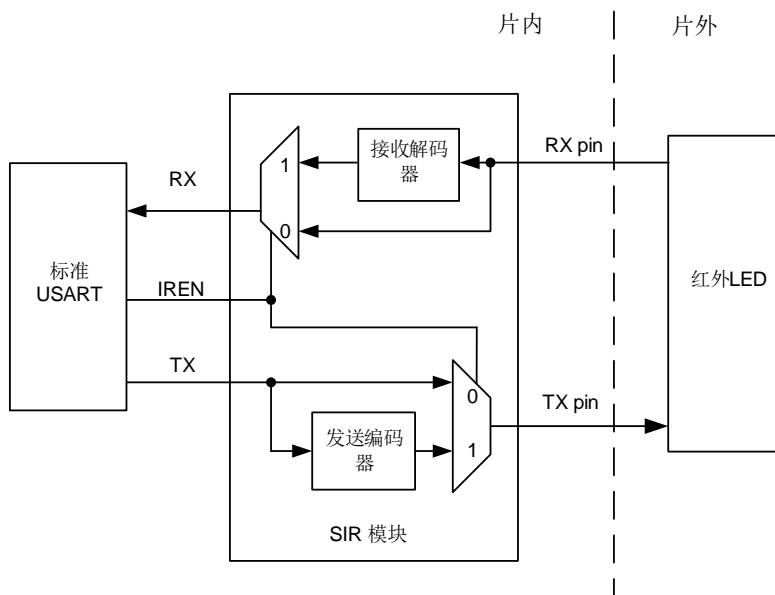 片内
片外
接收解码
器
RX pin
1
RX
0
标准
USART
IREN
红外LED
TX
0
TX pin
发送编码
器
1
SIR 模块